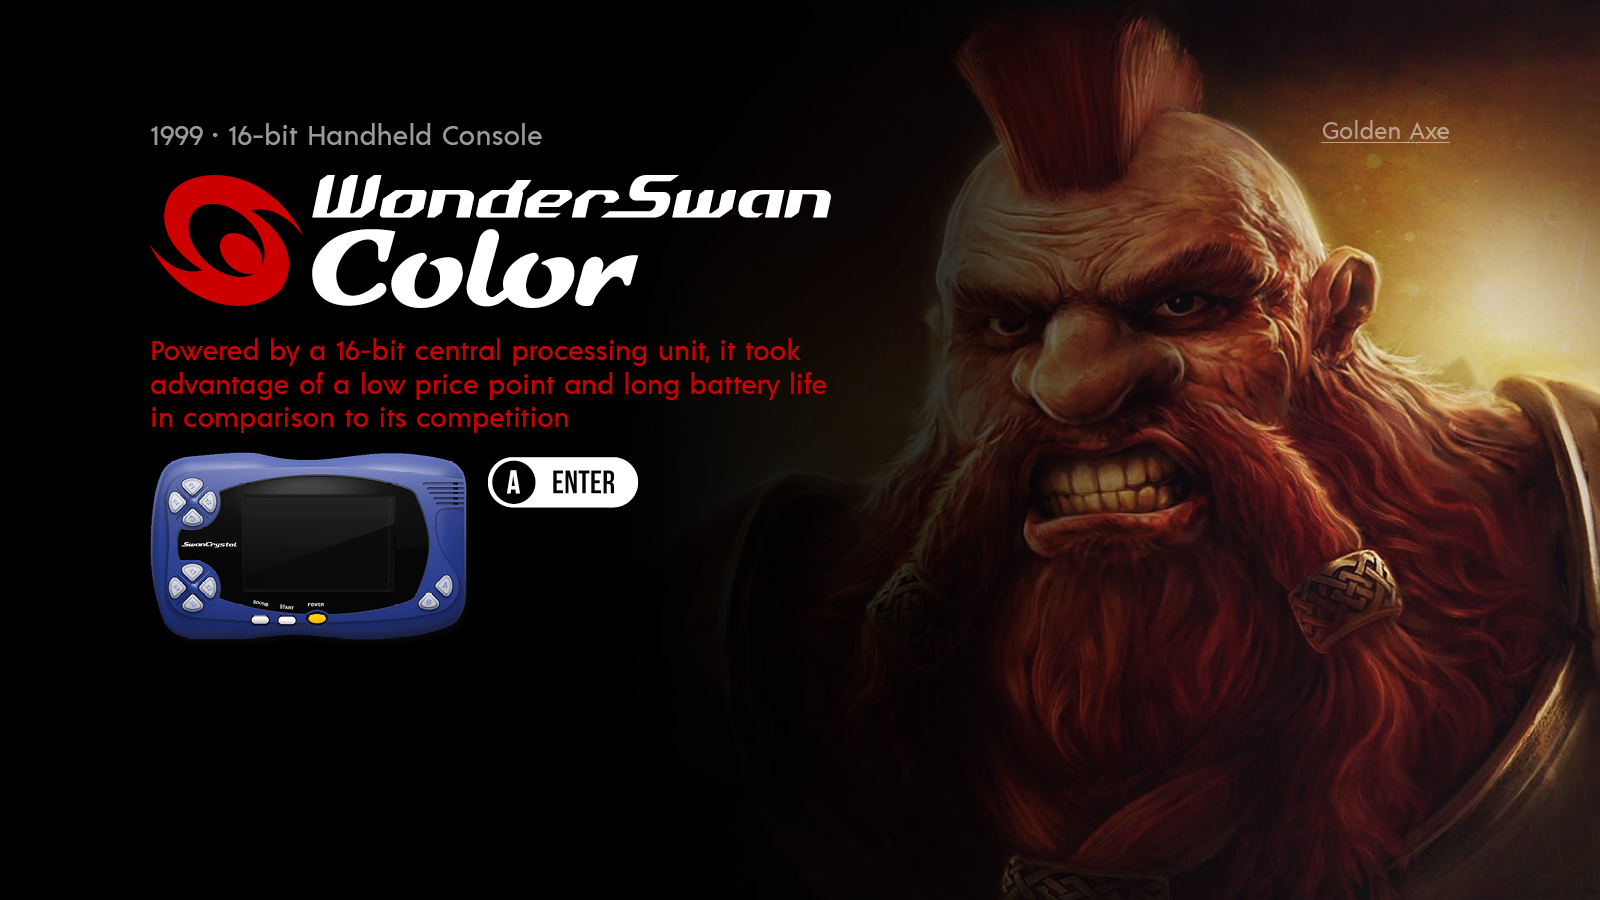 1999 · 16-bit Handheld Console
Golden Axe
WonderSwan
Color
Powered by a 16-bit central processing unit, it took
advantage of a low price point and long battery life
in comparison to its competition
A ENTER
SwanCrystal
SOUND START POWER
A
B